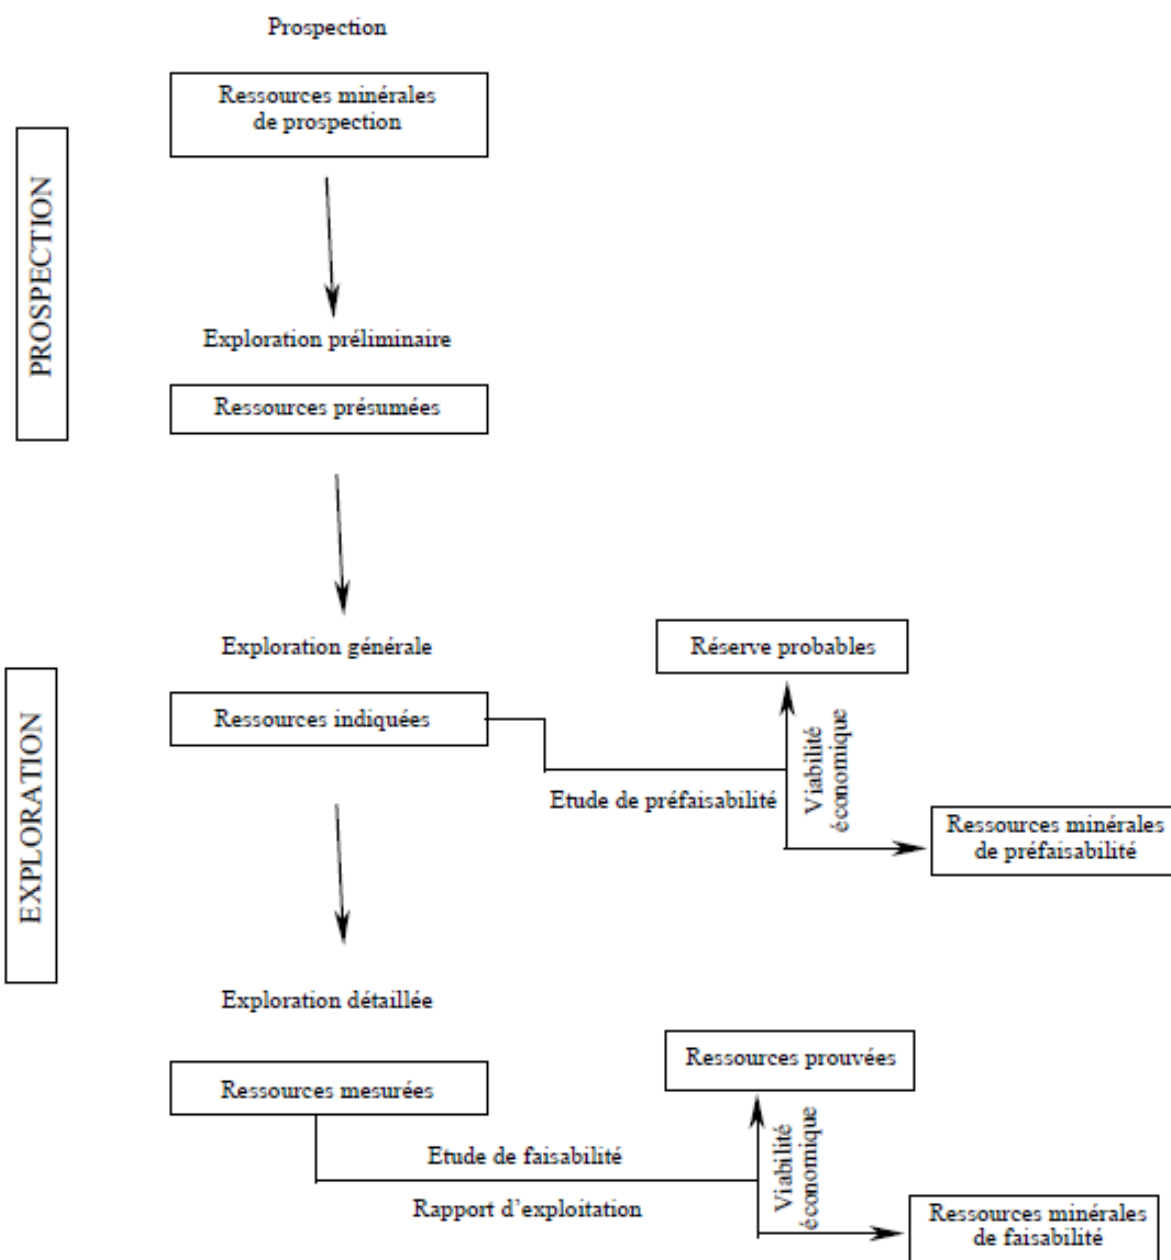 Prospection
Ressources minérales
de prospection
PROSPECTION
Exploration préliminaire
Ressources présumées
Exploration générale
Réserve probables
Ressources indiquées
EXPLORATION
Etude de préfaisabilité
Viabilité
économique
Ressources minérales
de préfaisabilité
Exploration détaillée
Ressources prouvées
Ressources mesurées
Etude de faisabilité
Viabilité
économique
Rapport d'exploitation
Ressources minérales
de faisabilité